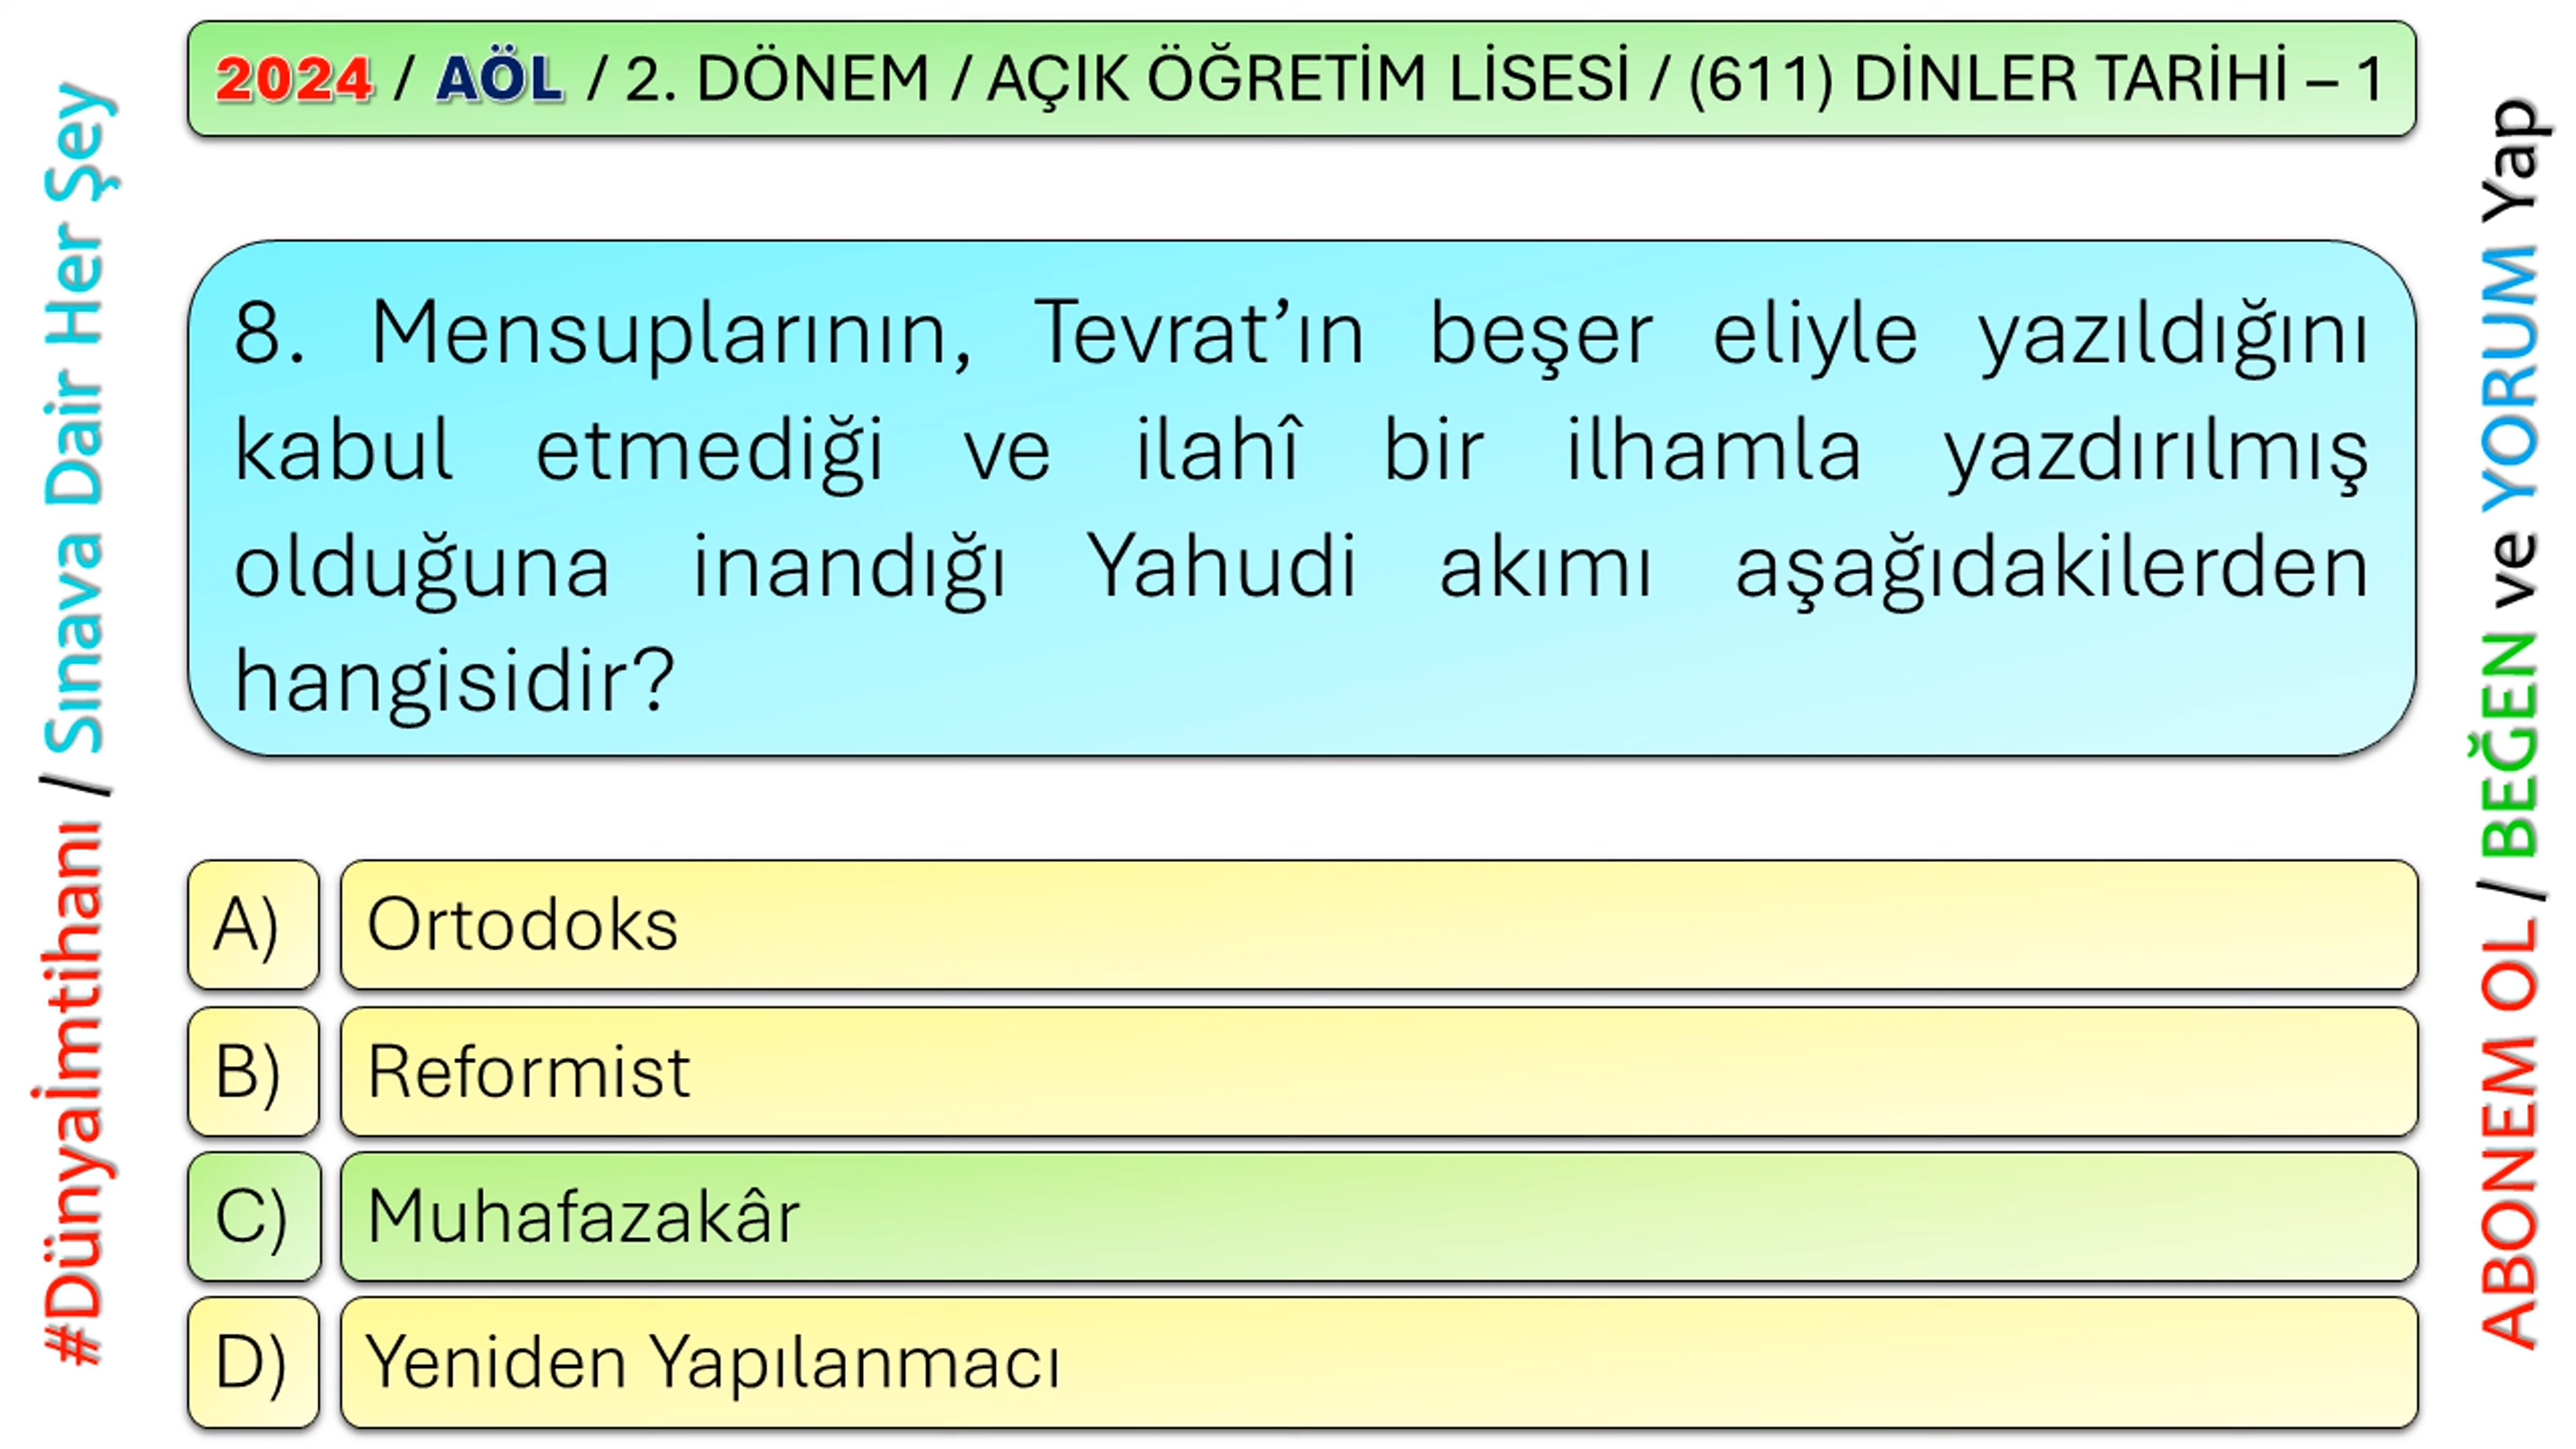 2024 / AÖL / 2. DÖNEM / AÇIK ÖĞRETİM LİSESİ / (611) DİNLER TARİHİ – 1
#Dünyaİmtihanı / Sınava Dair Her Şey
8. Mensuplarının, Tevrat’ın beşer eliyle yazıldığını
kabul etmediği ve ilahî bir ilhamla yazdırılmış
olduğuna inandığı Yahudi akımı aşağıdakilerden
hangisidir?
A) Ortodoks
B) Reformist
C) Muhafazakâr
D) Yeniden Yapılanmacı
ABONEM OL / BEĞEN ve YORUM Yap